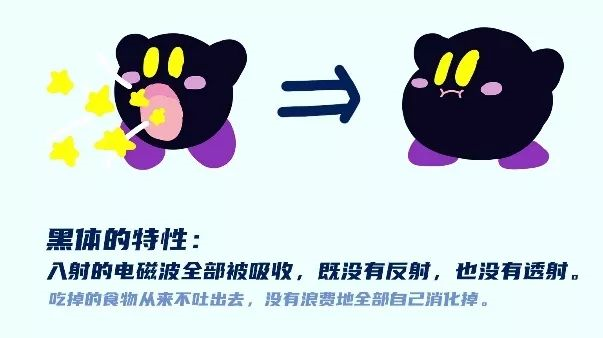 黑体的特性：
入射的电磁波全部被吸收，既没有反射，也没有透射。
吃掉的食物从来不吐出去，没有浪费地全部自己消化掉。